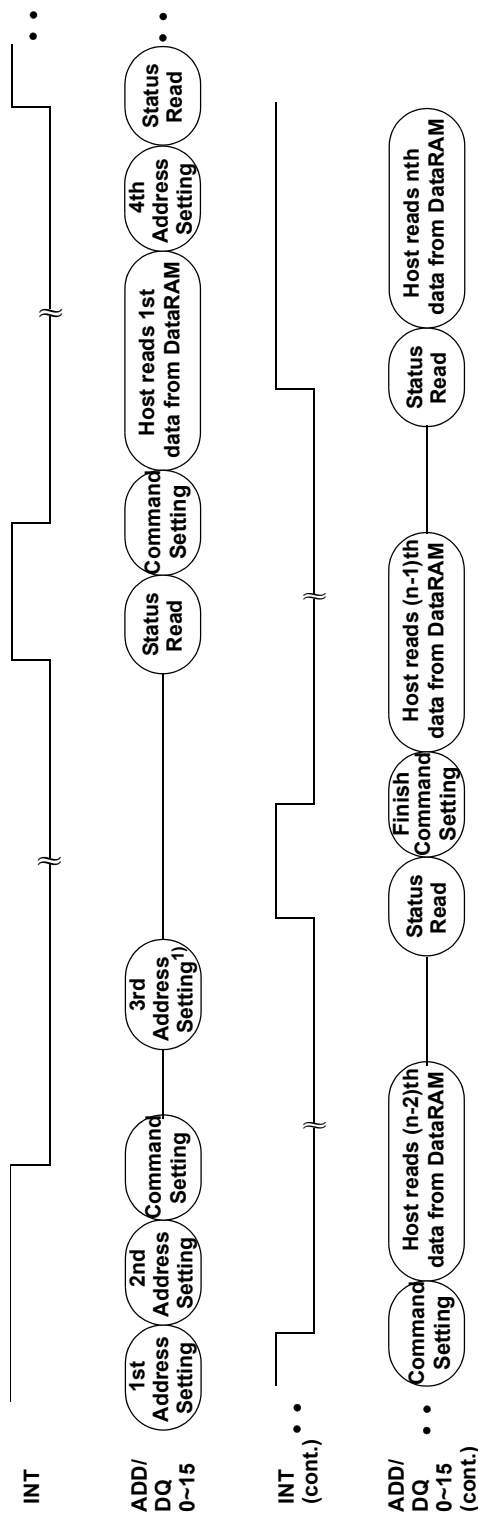 INT
ADD/
DQ
0~15
1st
Address
Setting
2nd
Address
Setting
Command
Setting
3rd
Address
Setting1)
Status
Read
Command
Setting
Host reads 1st
data from DataRAM
4th
Address
Setting
Status
Read
INT
(cont.)
ADD/
DQ
0~15
(cont.)
Command
Setting
Host reads (n-2)th
data from DataRAM
Status
Read
Finish
Command
Setting
Host reads (n-1)th
data from DataRAM
Status
Read
Host reads nth
data from DataRAM